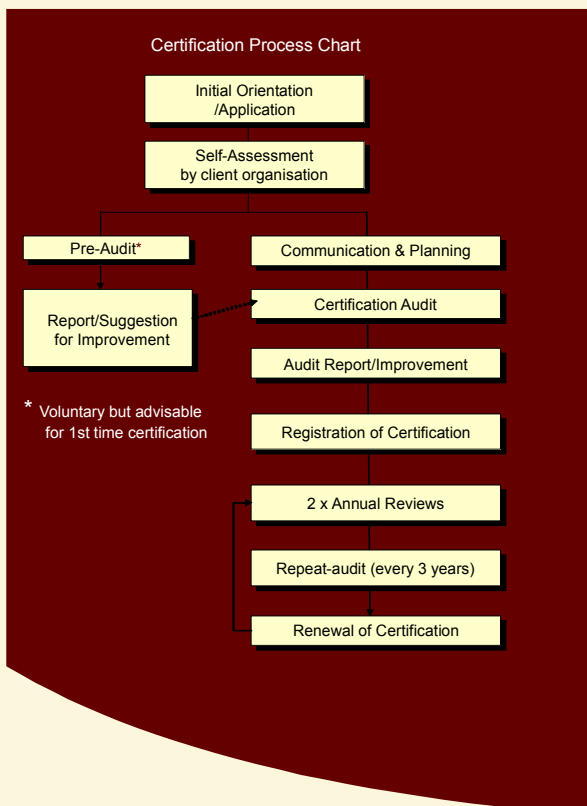 Certification Process Chart
Initial Orientation
/Application
Self-Assessment
by client organisation
Pre-Audit*
Report/Suggestion
for Improvement
* Voluntary but advisable
for 1st time certification
Communication & Planning
Certification Audit
Audit Report/Improvement
Registration of Certification
2 x Annual Reviews
Repeat-audit (every 3 years)
Renewal of Certification